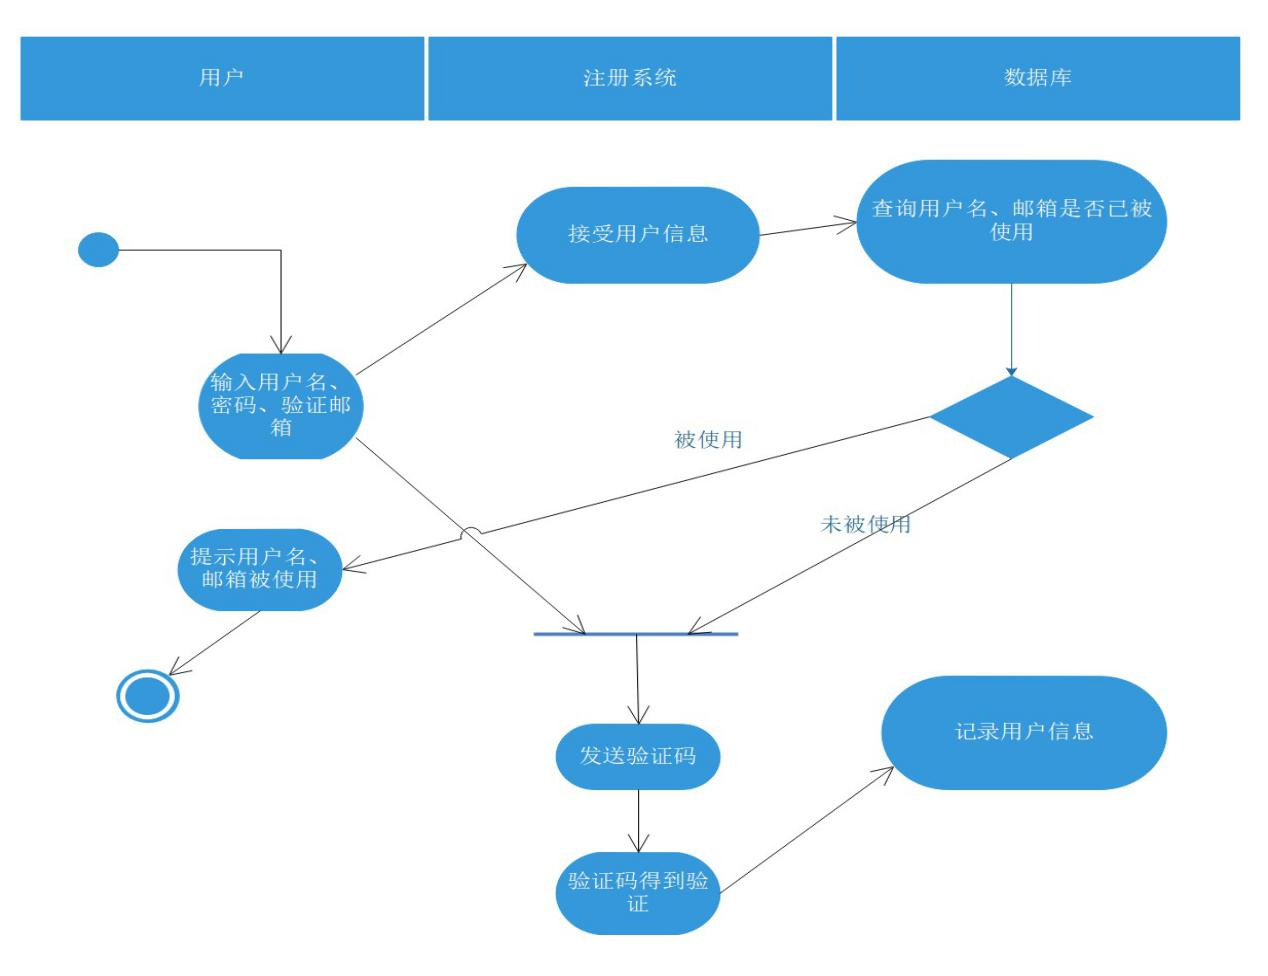 用户
注册系统
数据库
查询用户名、邮箱是否已被
使用
接受用户信息
输入用户名、
密码、验证邮
箱
被使用
未被使用
提示用户名、
邮箱被使用
记录用户信息
发送验证码
验证码得到验
证